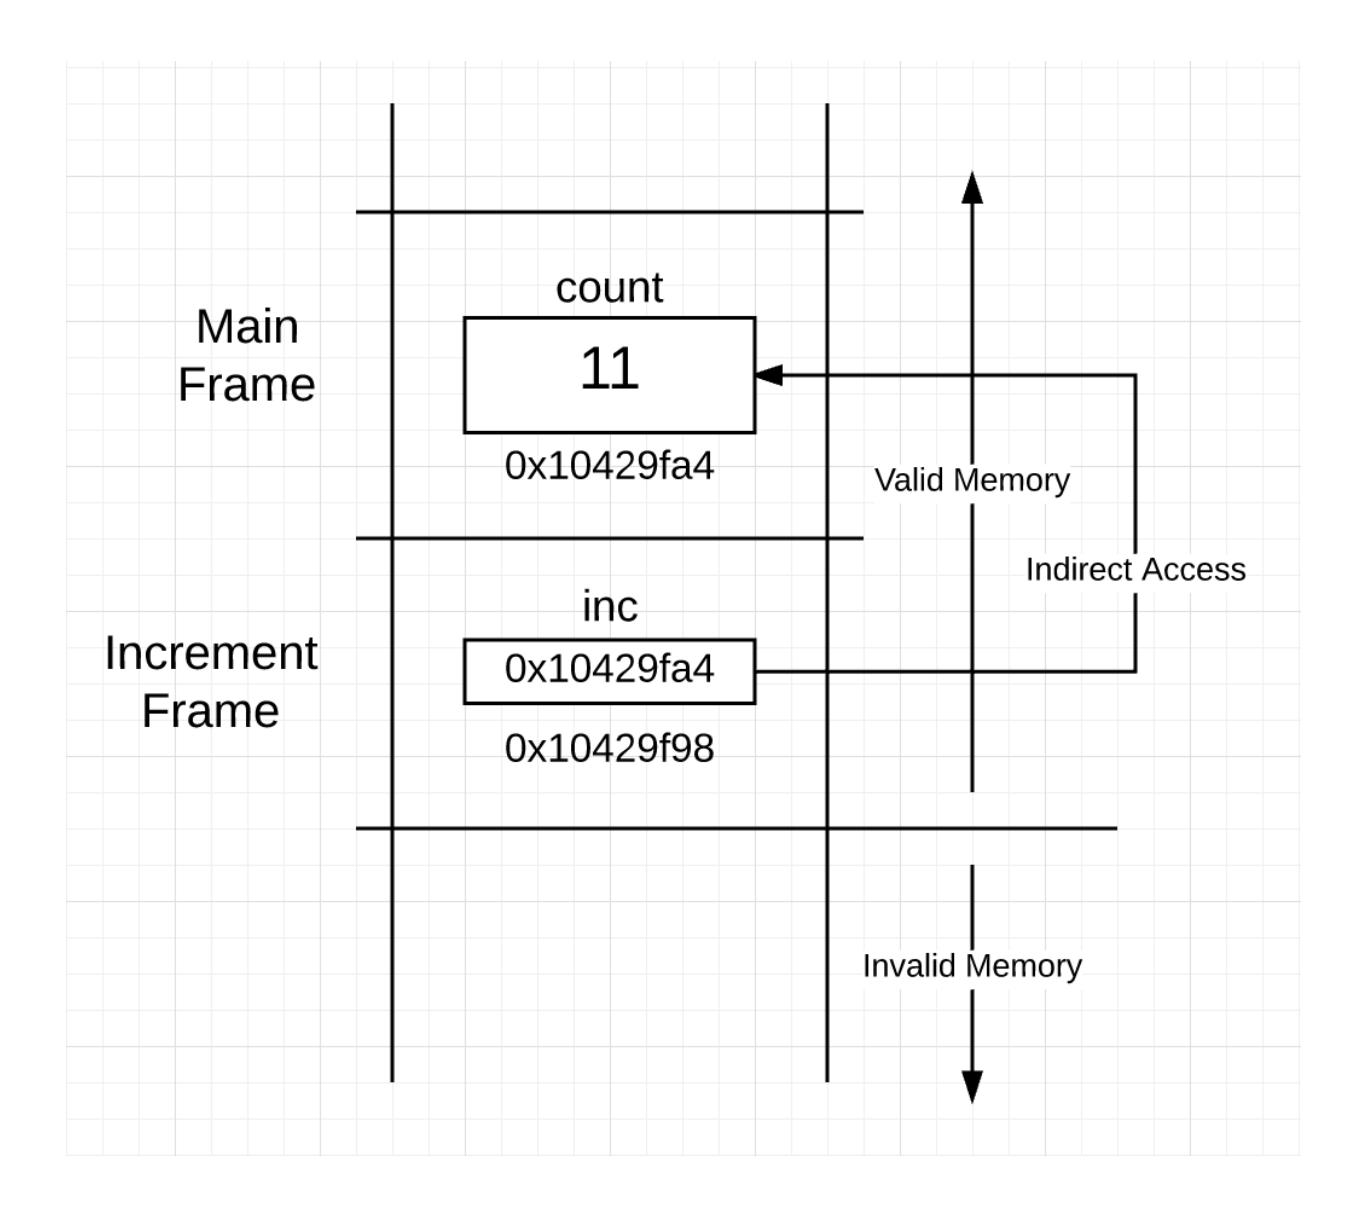 count
Main
Frame
11
0x10429fa4
Valid Memory
Indirect Access
inc
Increment
Frame
0x10429fa4
0x10429f98
Invalid Memory